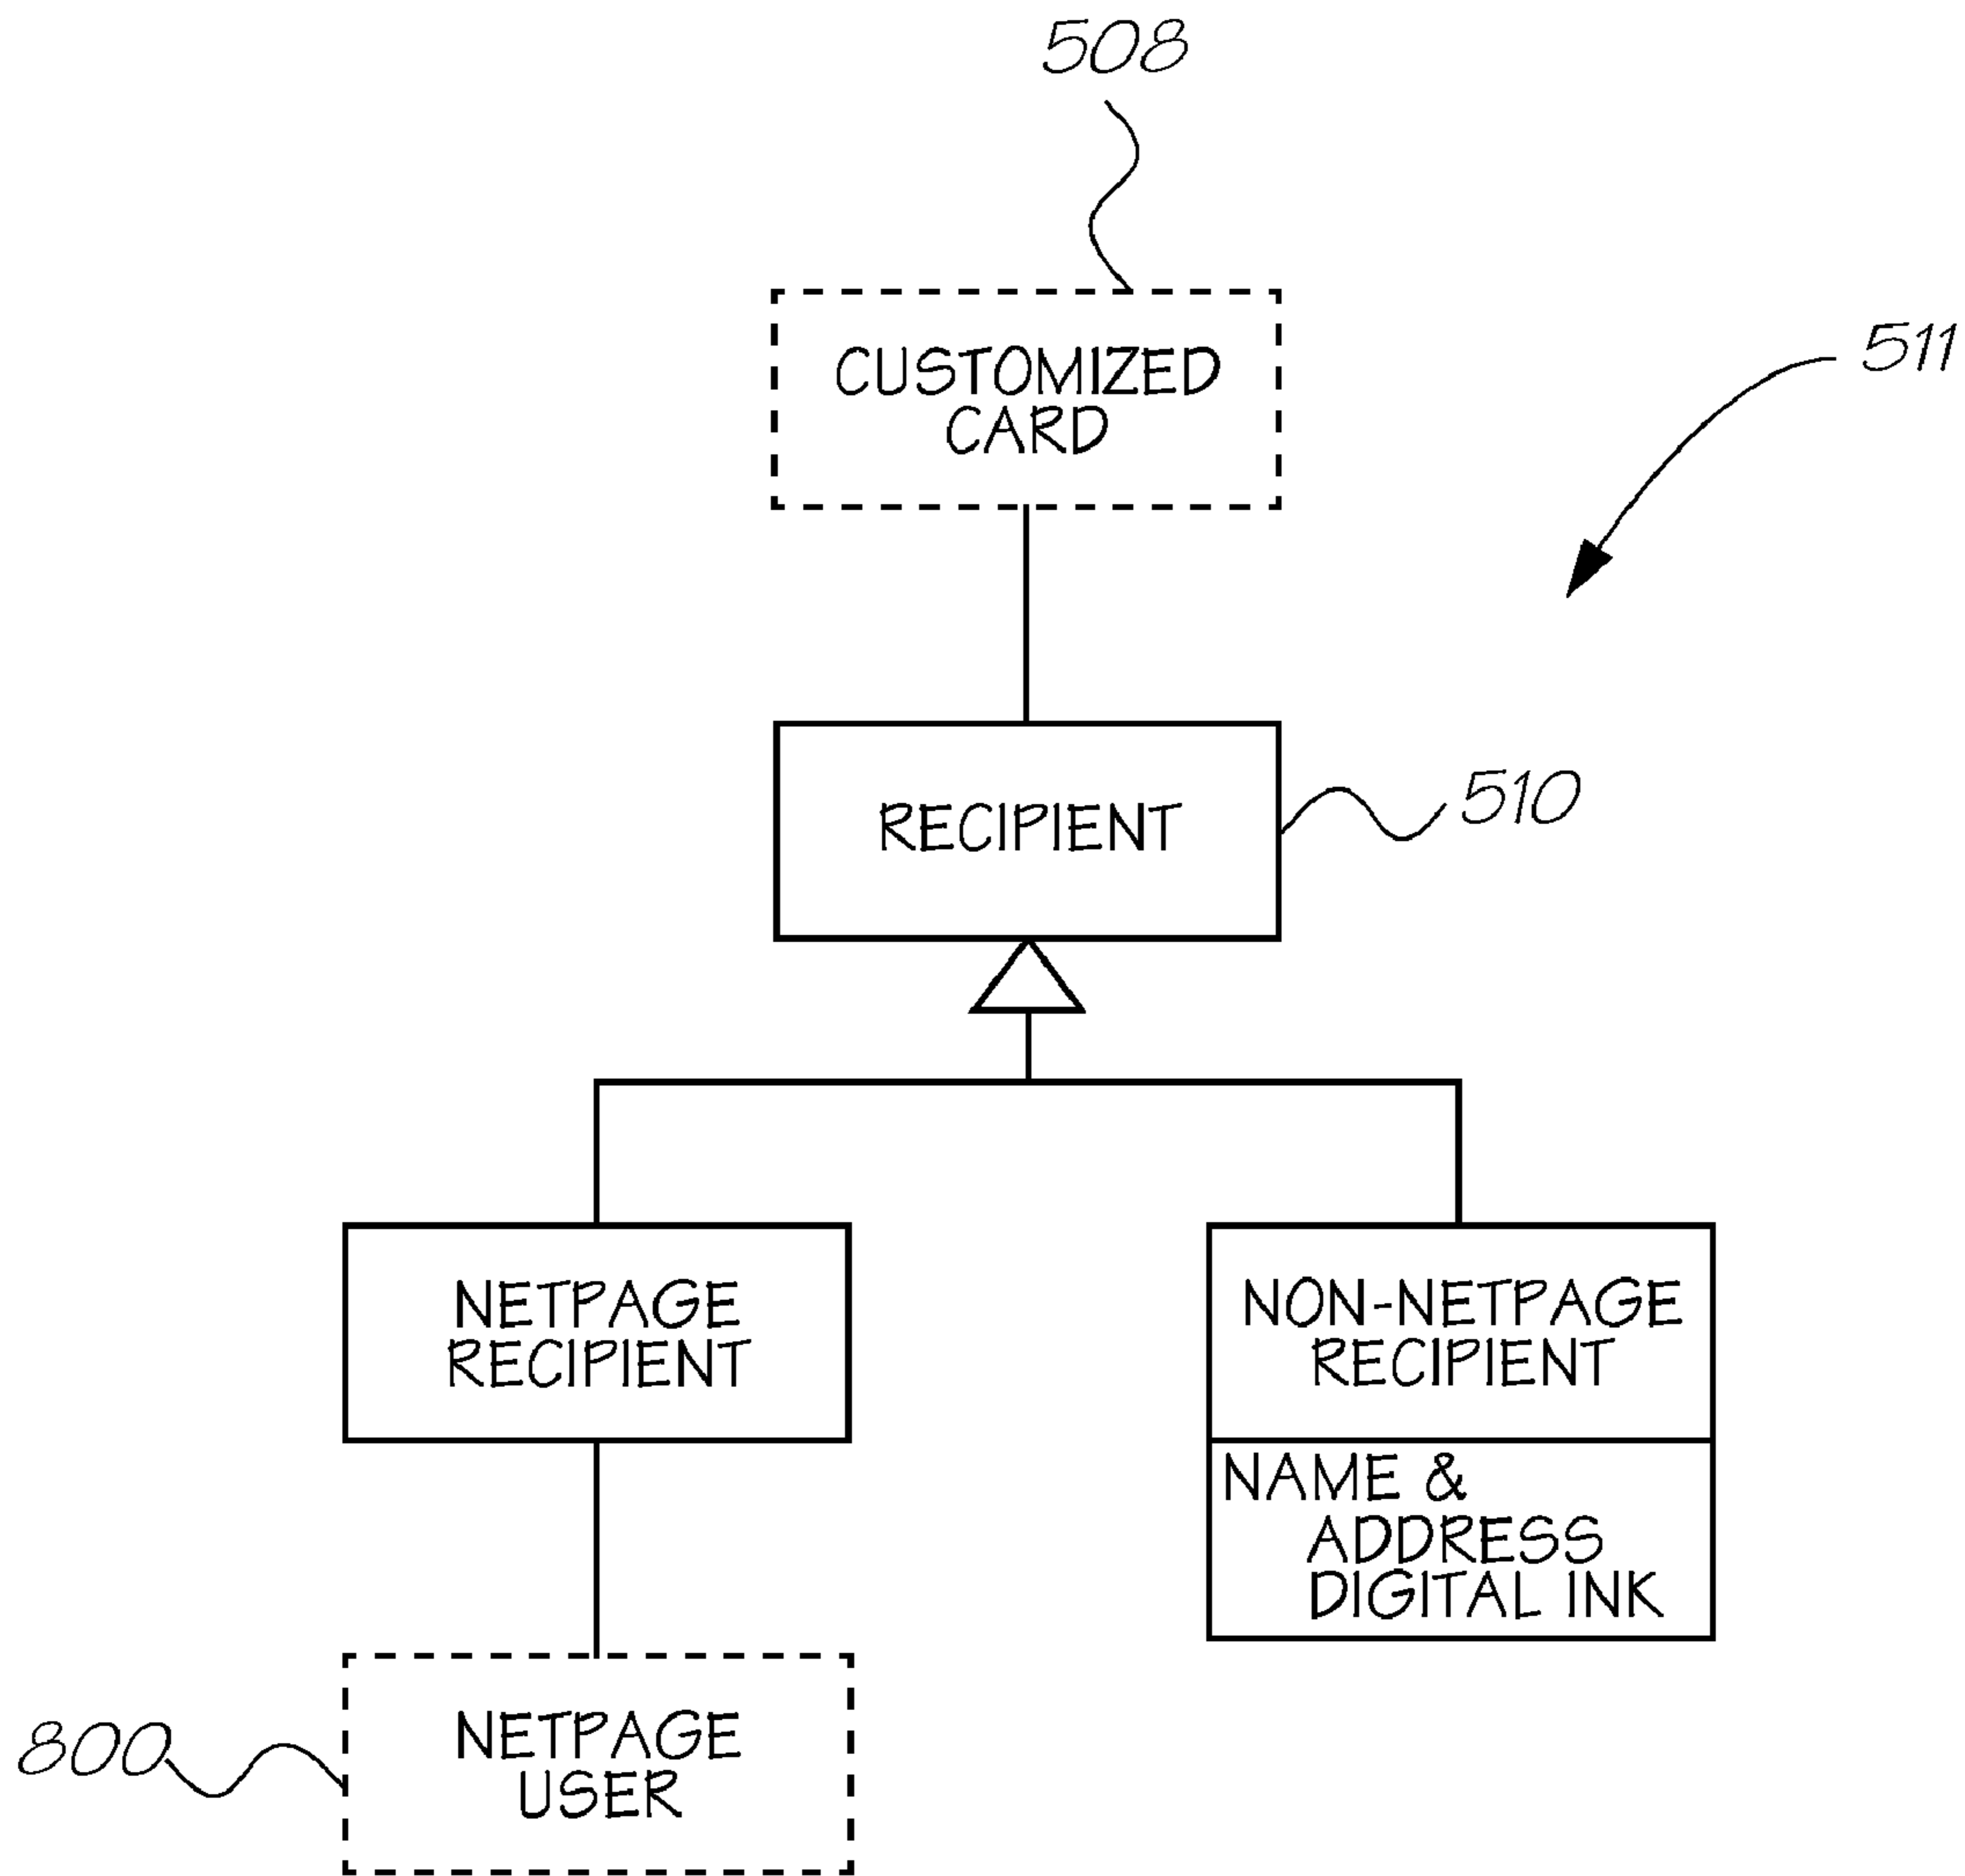 508
CUSTOMIZED
CARD
511
RECIPIENT
510
NETPAGE
RECIPIENT
NON-NETPAGE
RECIPIENT
NAME &
ADDRESS
DIGITAL INK
800
NETPAGE
USER